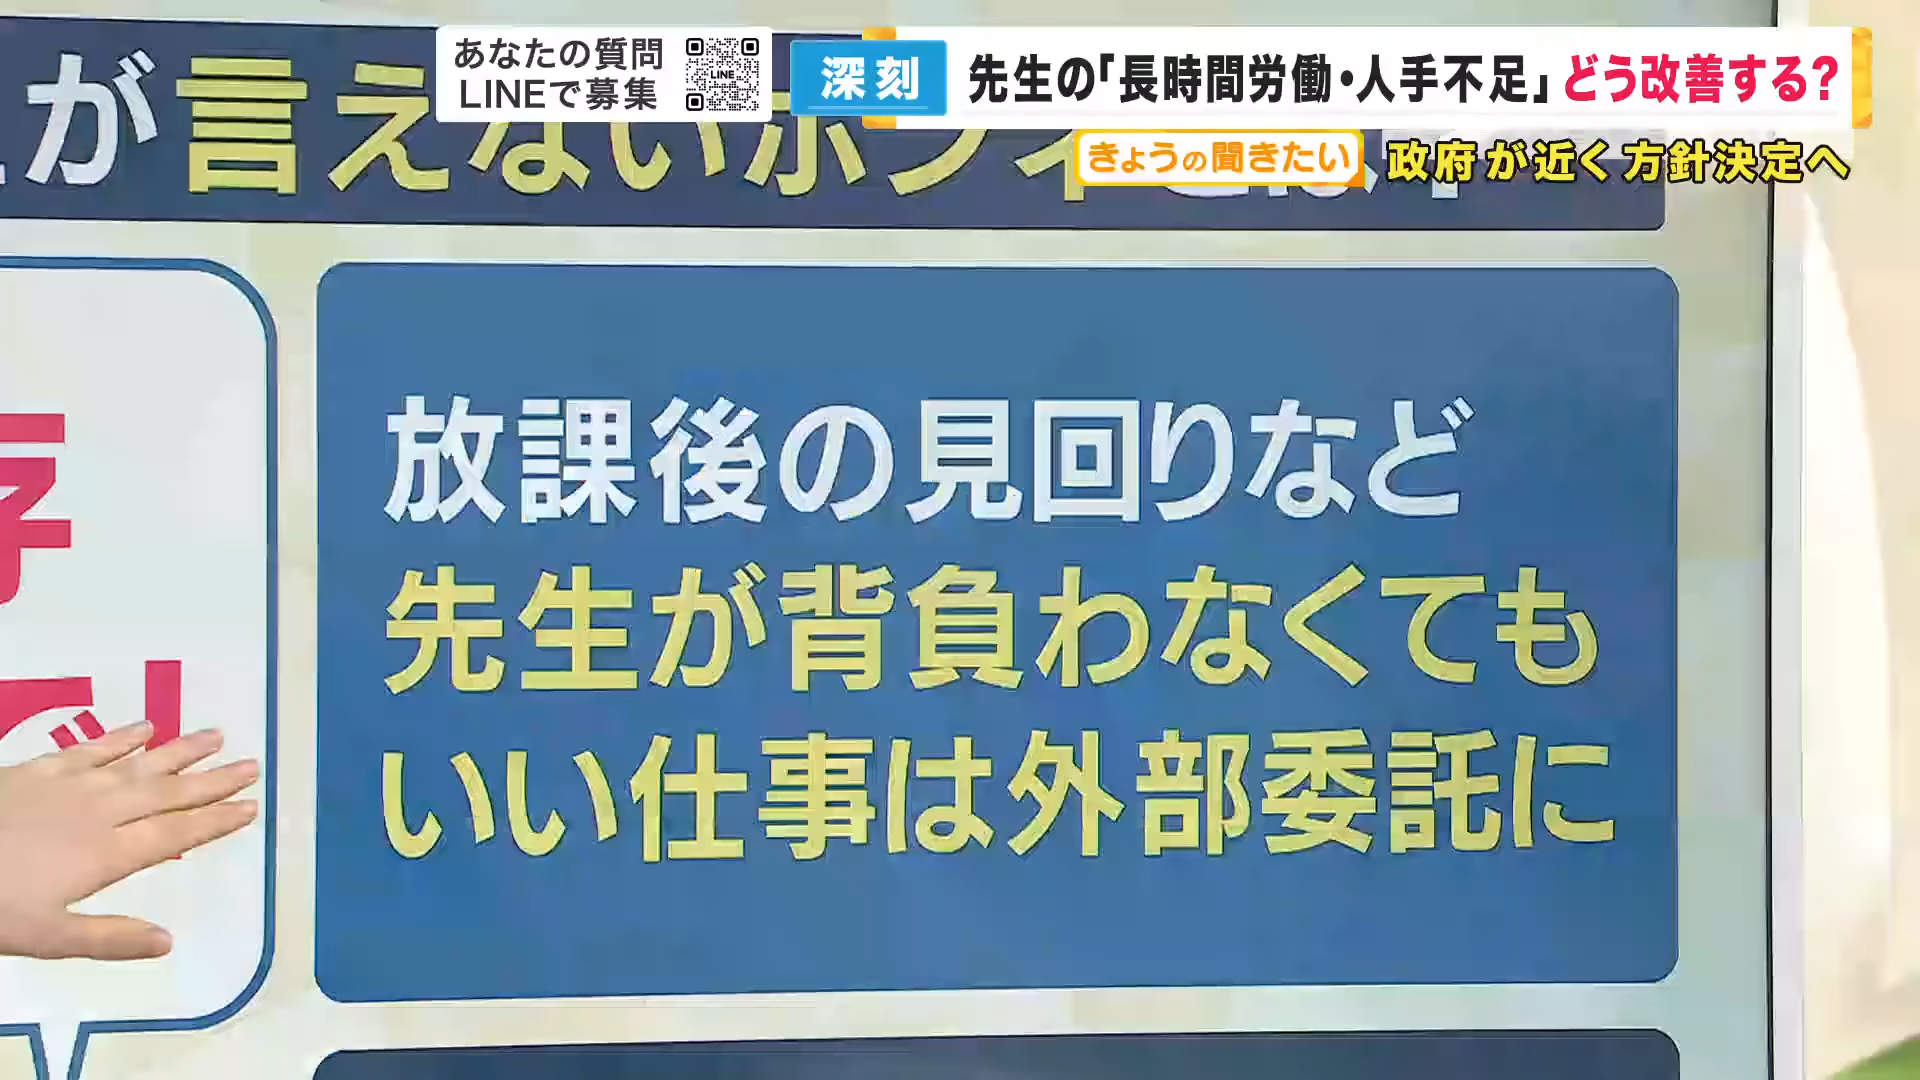 あなたの質問
LINEで募集
LINE
深刻
先生の「長時間労働・人手不足」どう改善する?
きょうの聞きたい
政府が近く方針決定へ
が言えないホワイ
放課後の見回りなど
先生が背負わなくても
いい仕事は外部委託に